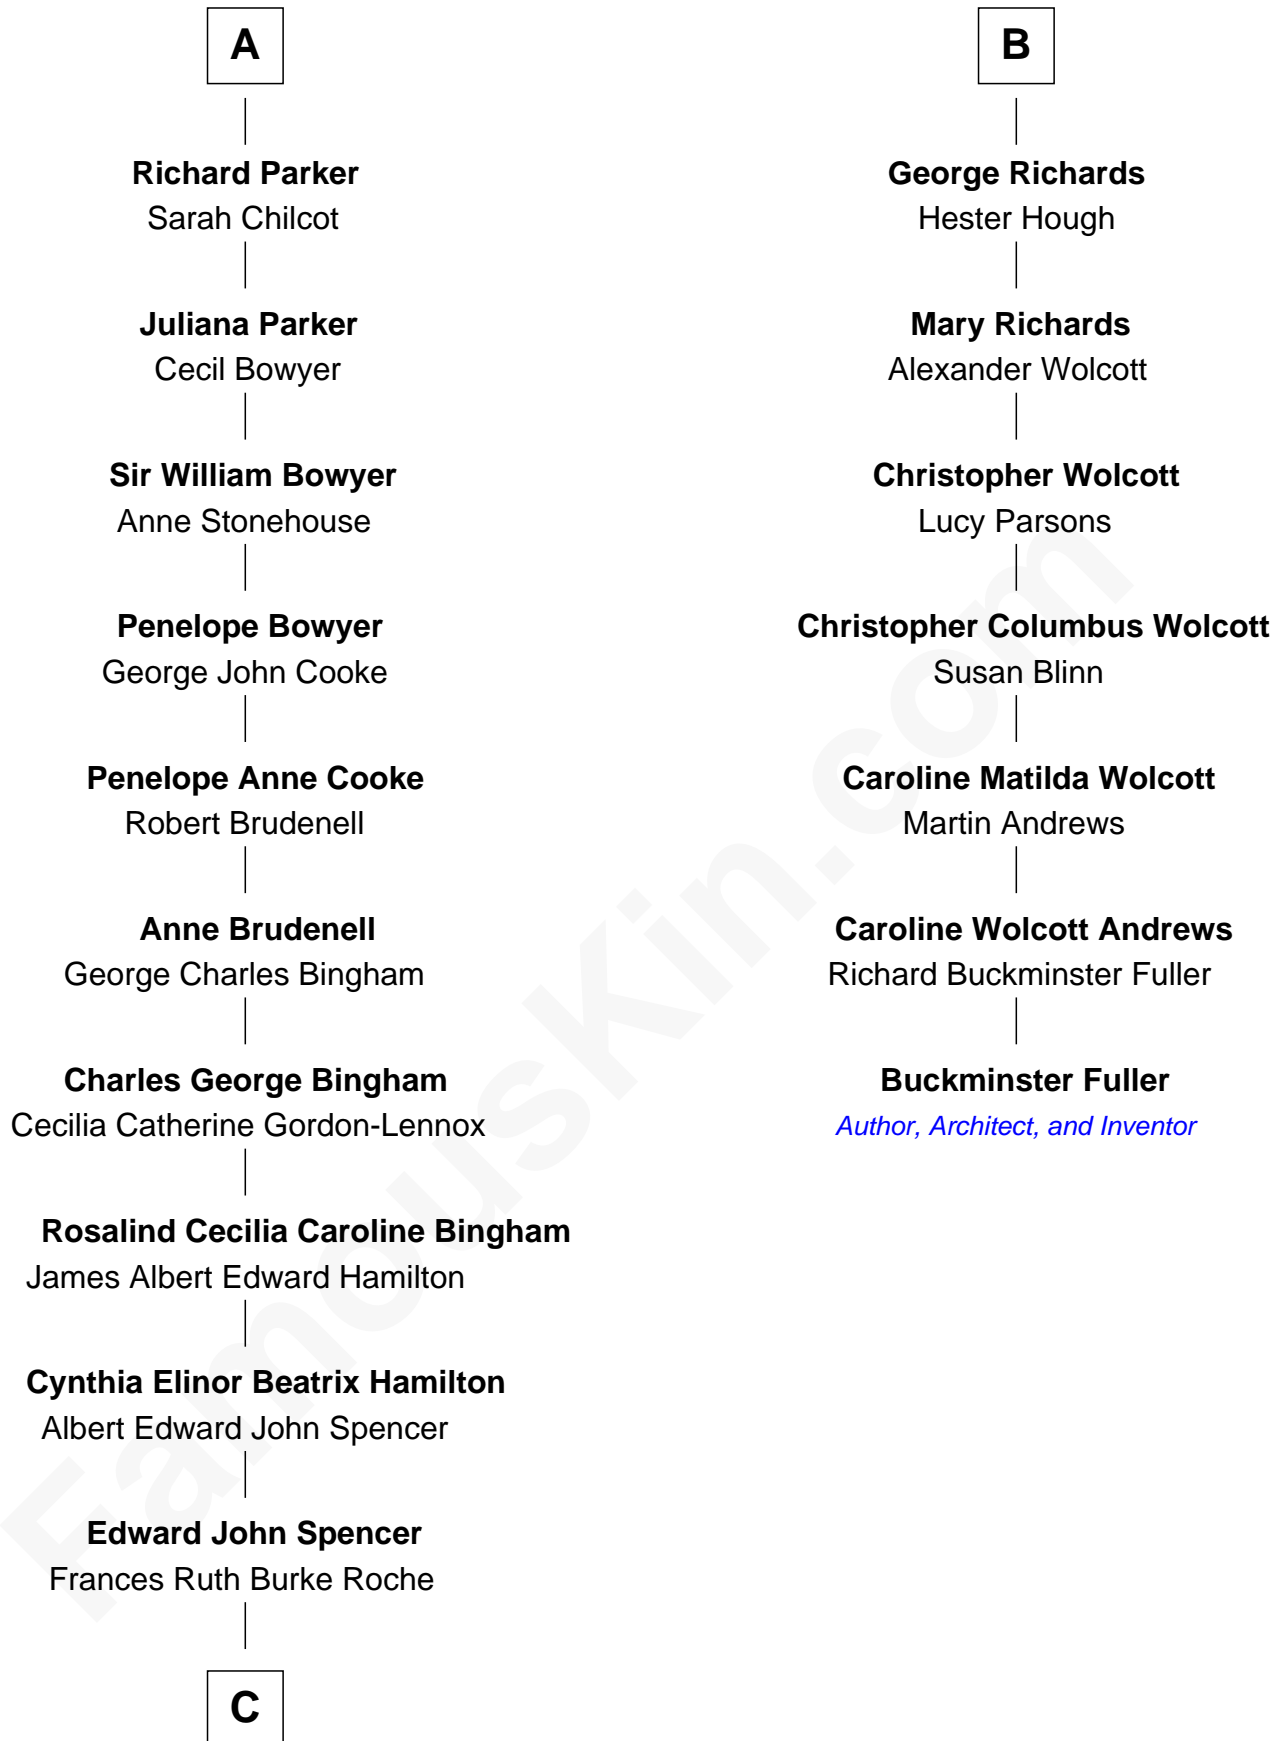 A
Richard Parker
Sarah Chilcot
Juliana Parker
Cecil Bowyer
Sir William Bowyer
Anne Stonehouse
Penelope Bowyer
George John Cooke
Penelope Anne Cooke
Robert Brudenell
Anne Brudenell
George Charles Bingham
Charles George Bingham
Cecilia Catherine Gordon-Lennox
Rosalind Cecilia Caroline Bingham
James Albert Edward Hamilton
Cynthia Elinor Beatrix Hamilton
Albert Edward John Spencer
Edward John Spencer
Frances Ruth Burke Roche
C
B
George Richards
Hester Hough
Mary Richards
Alexander Wolcott
Christopher Wolcott
Lucy Parsons
Christopher Columbus Wolcott
Susan Blinn
Caroline Matilda Wolcott
Martin Andrews
Caroline Wolcott Andrews
Richard Buckminster Fuller
Buckminster Fuller
Author, Architect, and Inventor
FamousKin.com